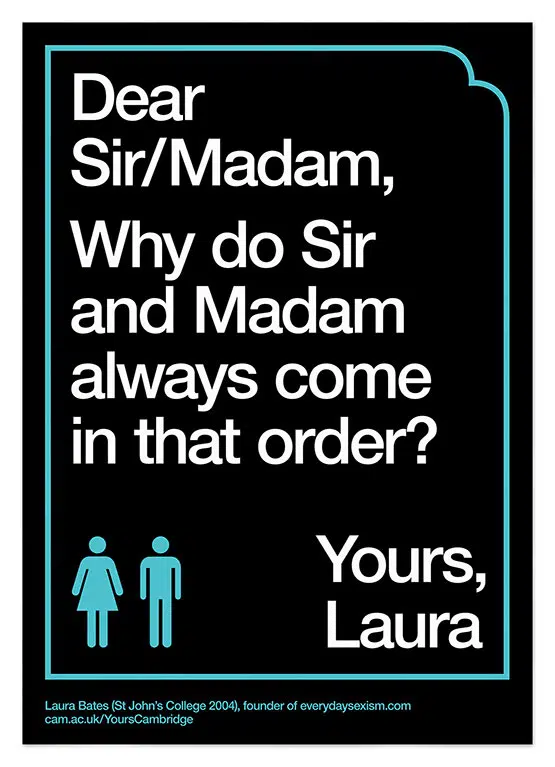 Dear
Sir/Madam,
Why do Sir
and Madam
always come
in that order?
Yours,
Laura
Laura Bates (St John's College 2004), founder of everydaysexism.com
cam.ac.uk/YoursCambridge